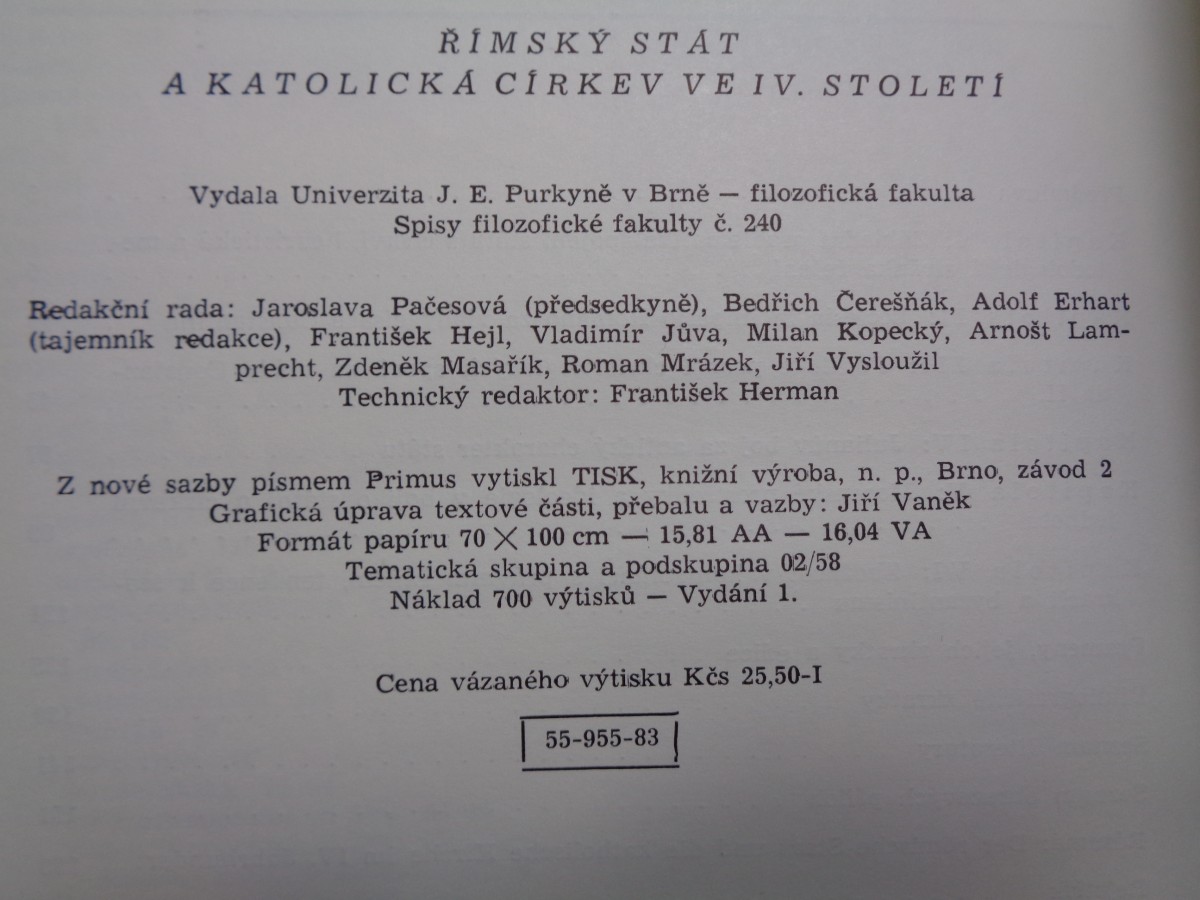 ŘÍMSKÝ STÁT
A KATOLICKÁ CÍRKEV VE IV. STOLETÍ
Vydala Univerzita J. E. Purkyně v Brně — filozofická fakulta
Spisy filozofické fakulty č. 240
Redakční rada: Jaroslava Pačesová (předsedkyně), Bedřich Čerešňák, Adolf Erhart
(tajemník redakce), František Hejl, Vladimír Jůva, Milan Kopecký, Arnošt Lam-
precht, Zdeněk Masařík, Roman Mrázek, Jiří Vysloužil
Technický redaktor: František Herman
Z nové sazby písmem Primus vytiskl TISK, knižní výroba, n. p., Brno, závod 2
Grafická úprava textové části, přebalu a vazby: Jiří Vaněk
Formát papíru 70 × 100 cm — 15,81 AA — 16,04 VA
Tematická skupina a podskupina 02/58
Náklad 700 výtisků — Vydání 1.
Cena vázaného výtisku Kčs 25,50-I
55-955-83